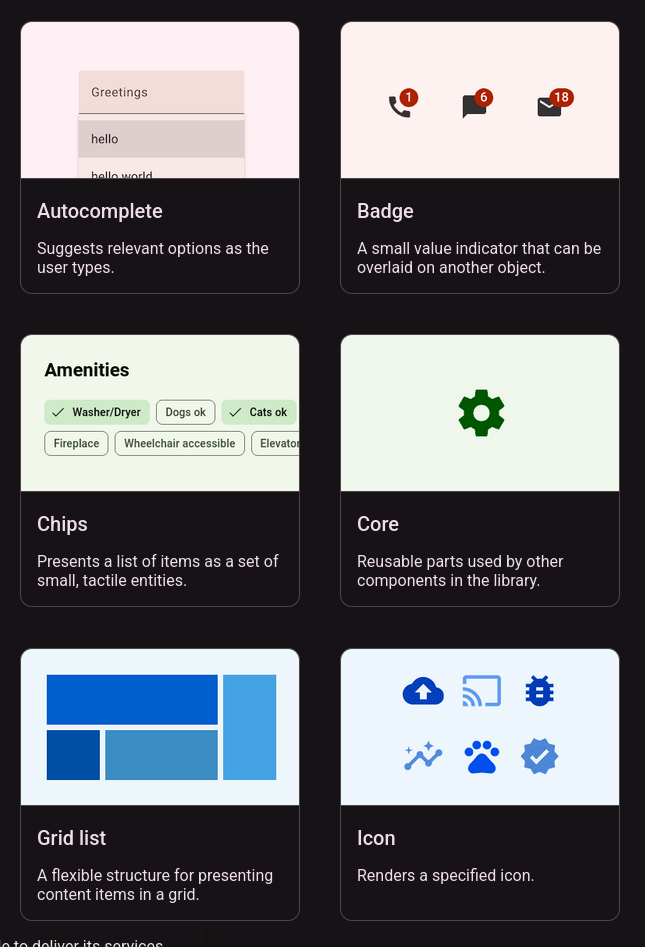 Greetings
hello
hello world
Autocomplete
Suggests relevant options as the
user types.
1
6
18
Badge
A small value indicator that can be
overlaid on another object.
Amenities
Washer/Dryer
Dogs ok
Cats ok
Fireplace
Wheelchair accessible
Elevator
Chips
Presents a list of items as a set of
small, tactile entities.
Core
Reusable parts used by other
components in the library.
Grid list
A flexible structure for presenting
content items in a grid.
Icon
Renders a specified icon.
le to deliver its services